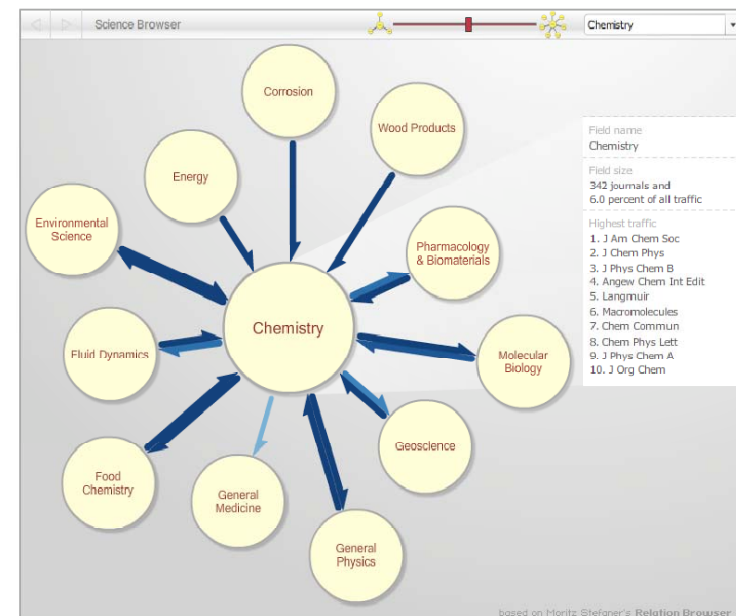 Science Browser
Chemistry
Corrosion
Wood Products
Energy
Environmental
Science
Pharmacology
& Biomaterials
Chemistry
Fluid Dynamics
Molecular
Biology
Geoscience
Food
Chemistry
General
Medicine
General
Physics
Field name
Chemistry
Field size
342 journals and
6.0 percent of all traffic
Highest traffic
1. J Am Chem Soc
2. J Chem Phys
3. J Phys Chem B
4. Angew Chem Int Edit
5. Langmuir
6. Macromolecules
7. Chem Commun
8. Chem Phys Lett
9. J Phys Chem A
10. J Org Chem
based on Moritz Stefaner's Relation Browser